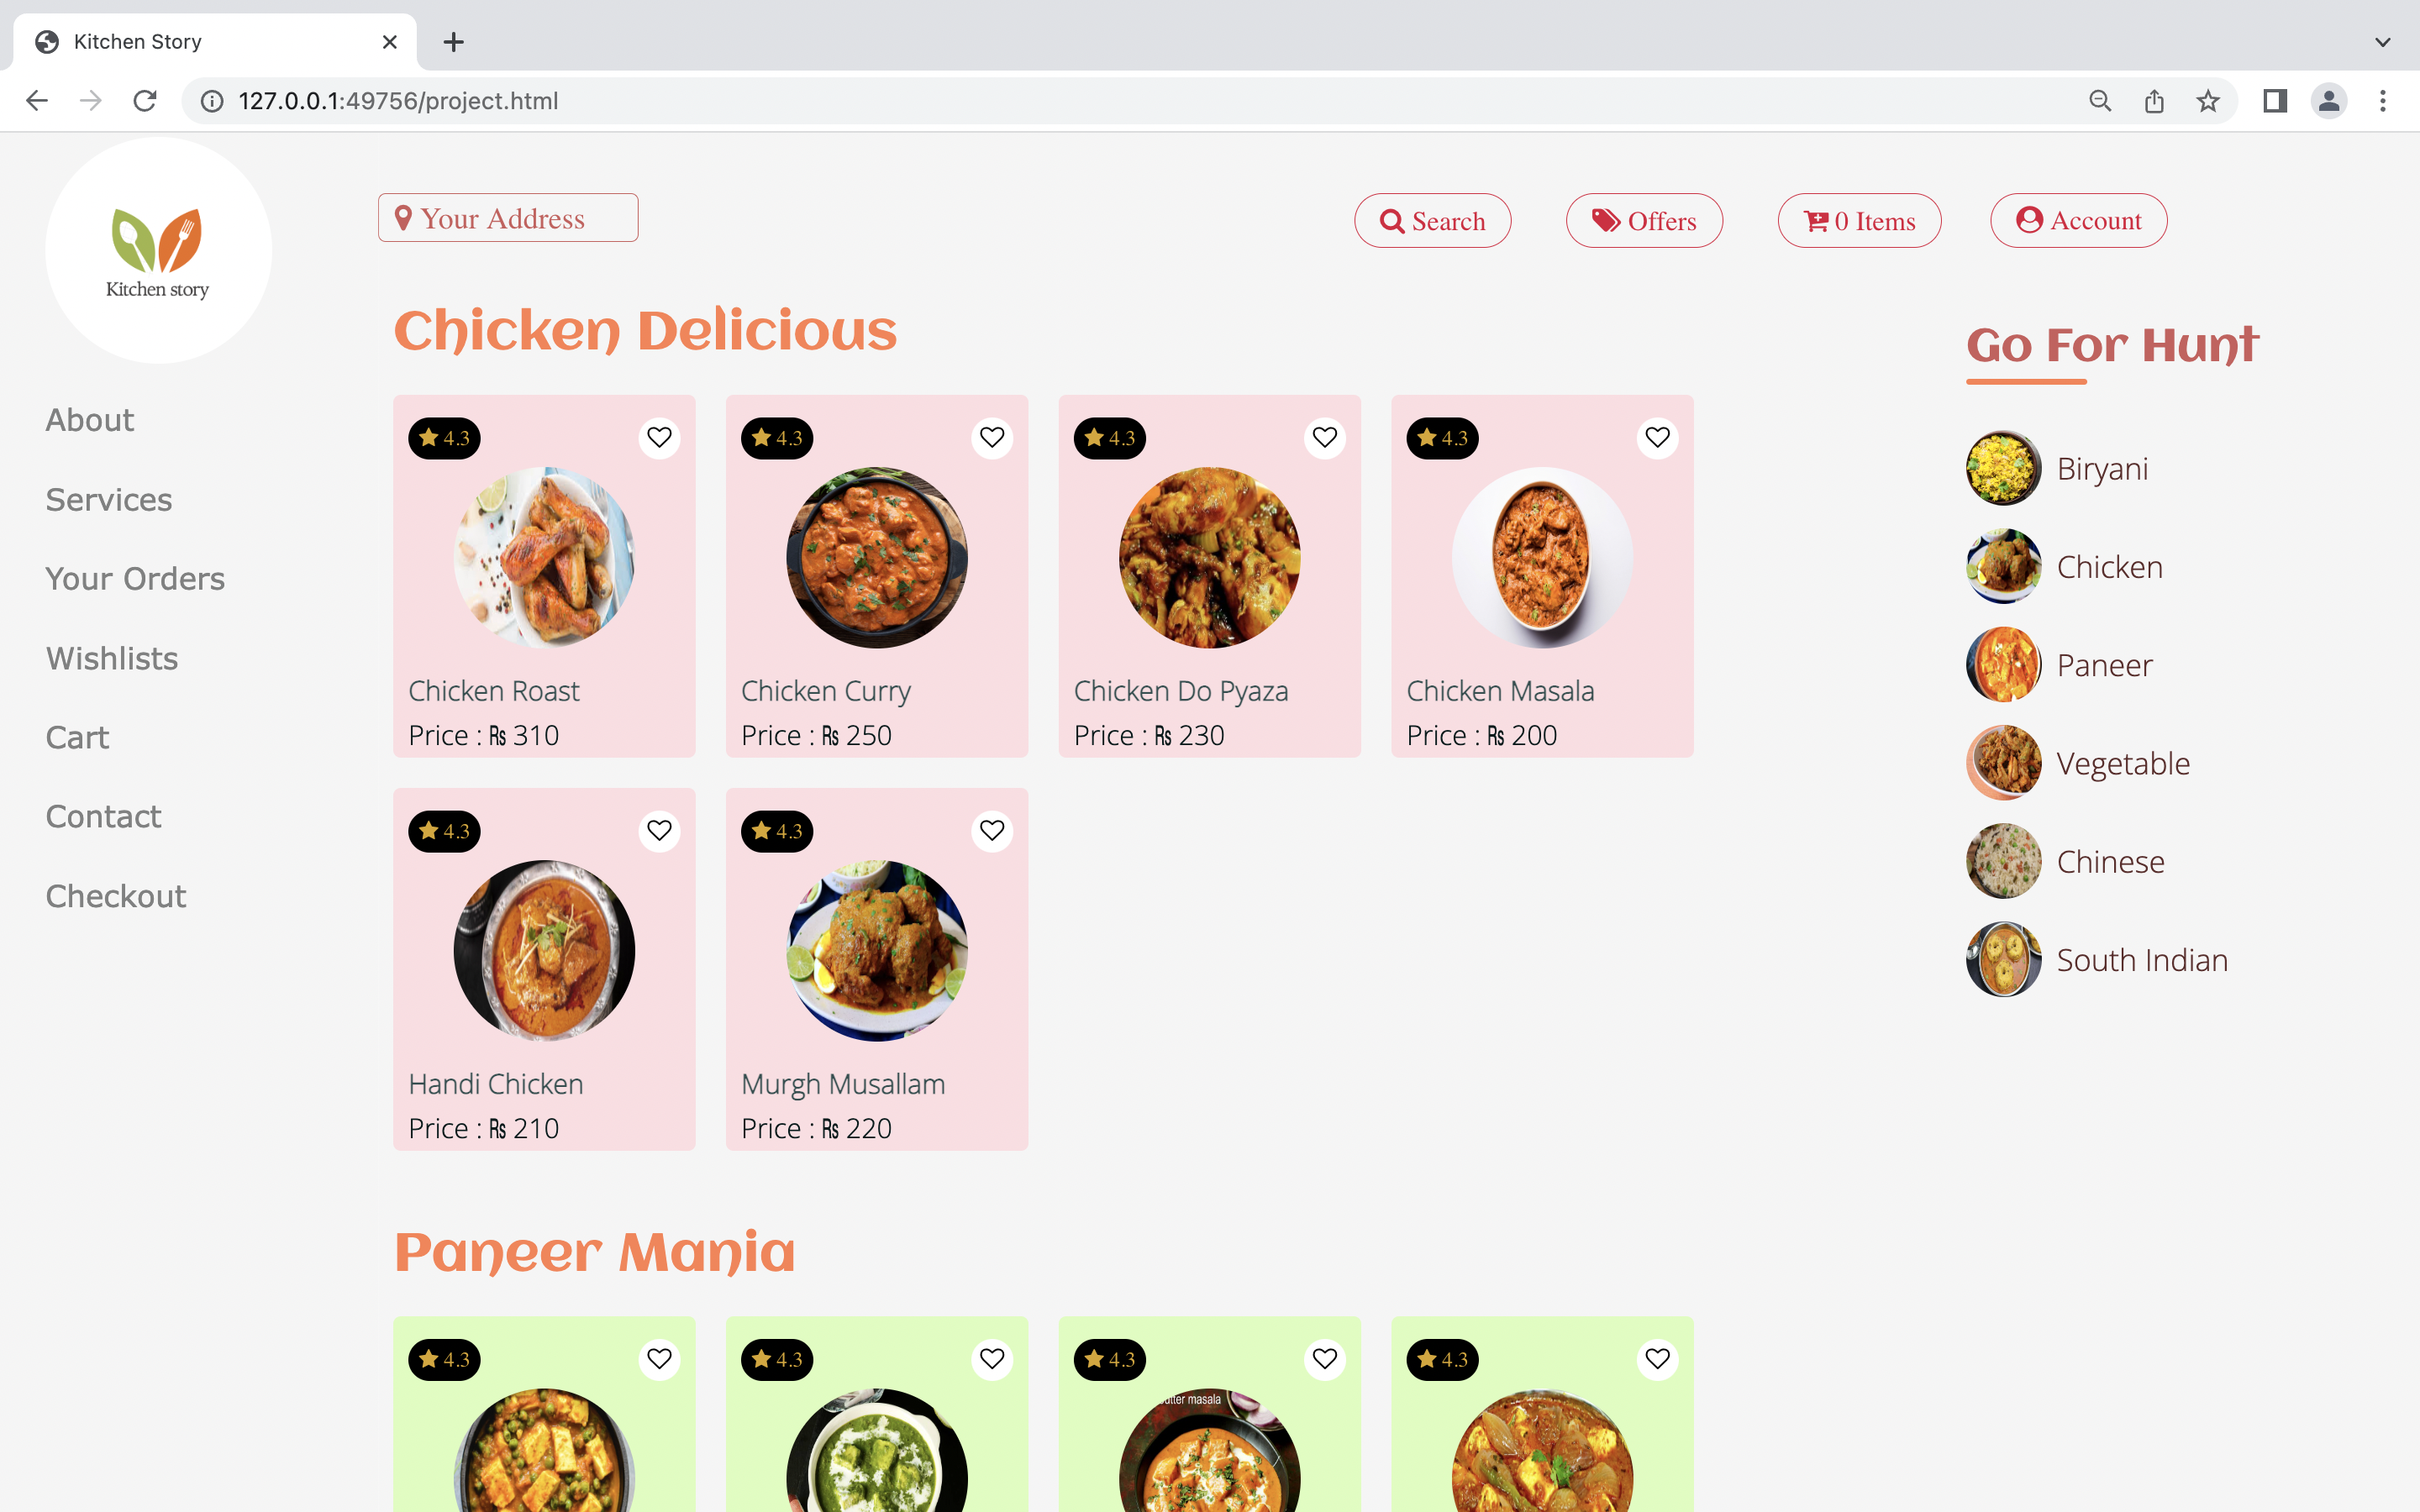 Kitchen Story
127.0.0.1:49756/project.html
Kitchen story
Your Address
Search
Offers
0 Items
Account
About
Services
Your Orders
Wishlists
Cart
Contact
Checkout
Chicken Delicious
4.3
4.3
4.3
4.3
Chicken Roast
Price : ₨ 310
Chicken Curry
Price : ₨ 250
Chicken Do Pyaza
Price : ₨ 230
Chicken Masala
Price : ₨ 200
4.3
4.3
Handi Chicken
Price : ₨ 210
Murgh Musallam
Price : ₨ 220
Paneer Mania
4.3
4.3
4.3
4.3
masala
Go For Hunt
Biryani
Chicken
Paneer
Vegetable
Chinese
South Indian